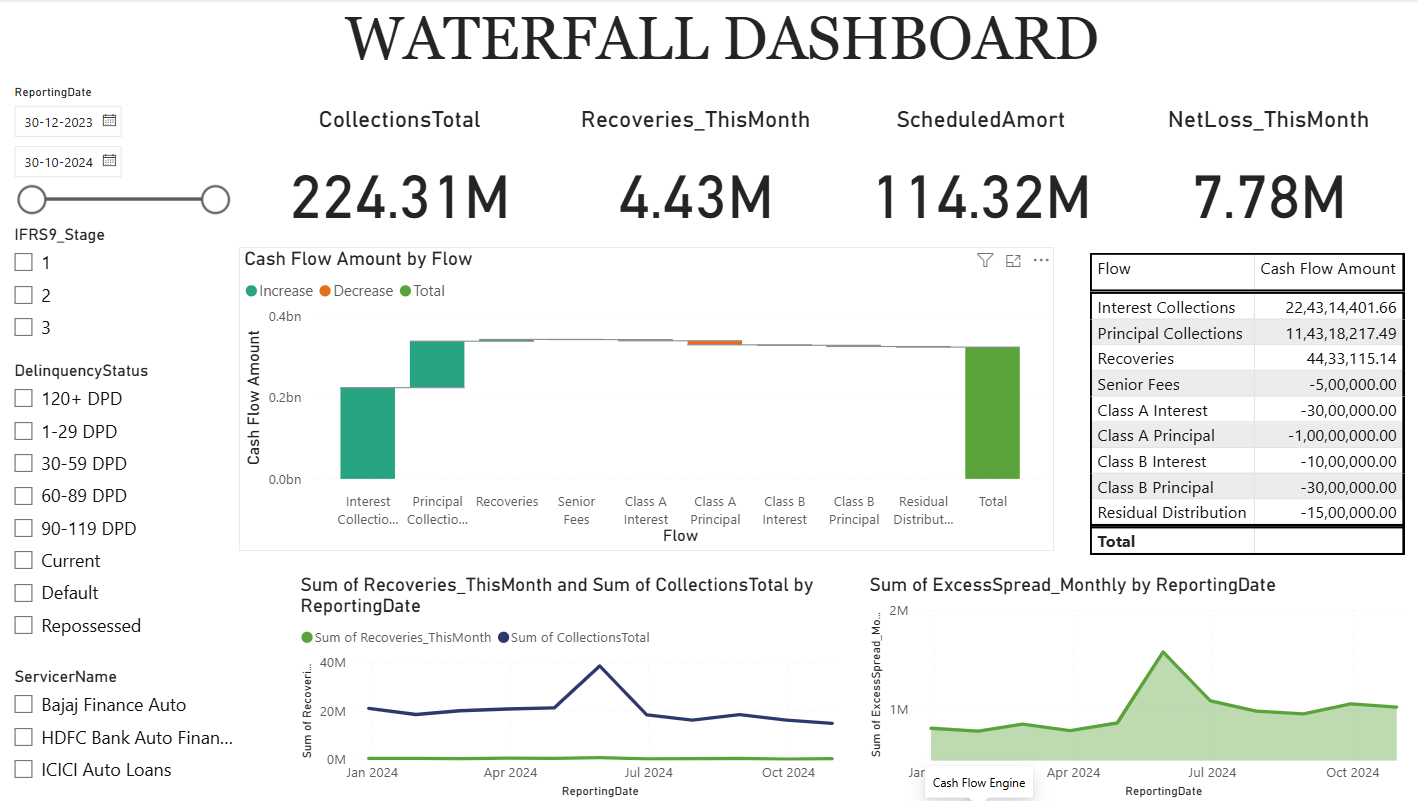 WATERFALL DASHBOARD
ReportingDate
30-12-2023
30-10-2024
CollectionsTotal
224.31M
Recoveries_ThisMonth
4.43M
ScheduledAmort
114.32M
NetLoss_ThisMonth
7.78M
IFRS9_Stage
1
2
3
DelinquencyStatus
120+ DPD
1-29 DPD
30-59 DPD
60-89 DPD
90-119 DPD
Current
Default
Repossessed
ServicerName
Bajaj Finance Auto
HDFC Bank Auto Finan...
ICICI Auto Loans
Cash Flow Amount by Flow
Increase Decrease Total
Cash Flow Amount
0.4bn
0.2bn
0.0bn
Interest Collectio...
Principal Collectio...
Recoveries
Senior Fees
Class A Interest
Class A Principal
Class B Interest
Class B Principal
Residual Distribut...
Total
Flow
Flow Cash Flow Amount
Interest Collections 22,43,14,401.66
Principal Collections 11,43,18,217.49
Recoveries 44,33,115.14
Senior Fees -5,00,000.00
Class A Interest -30,00,000.00
Class A Principal -1,00,00,000.00
Class B Interest -10,00,000.00
Class B Principal -30,00,000.00
Residual Distribution -15,00,000.00
Total
Sum of Recoveries_ThisMonth and Sum of CollectionsTotal by
ReportingDate
Sum of Recoveries_ThisMonth Sum of CollectionsTotal
Sum of Recoveri...
40M
20M
0M
Jan 2024 Apr 2024 Jul 2024 Oct 2024
ReportingDate
Sum of ExcessSpread_Monthly by ReportingDate
Sum of ExcessSpread_Mo...
2M
1M
Apr 2024 Jul 2024 Oct 2024
ReportingDate
Cash Flow Engine